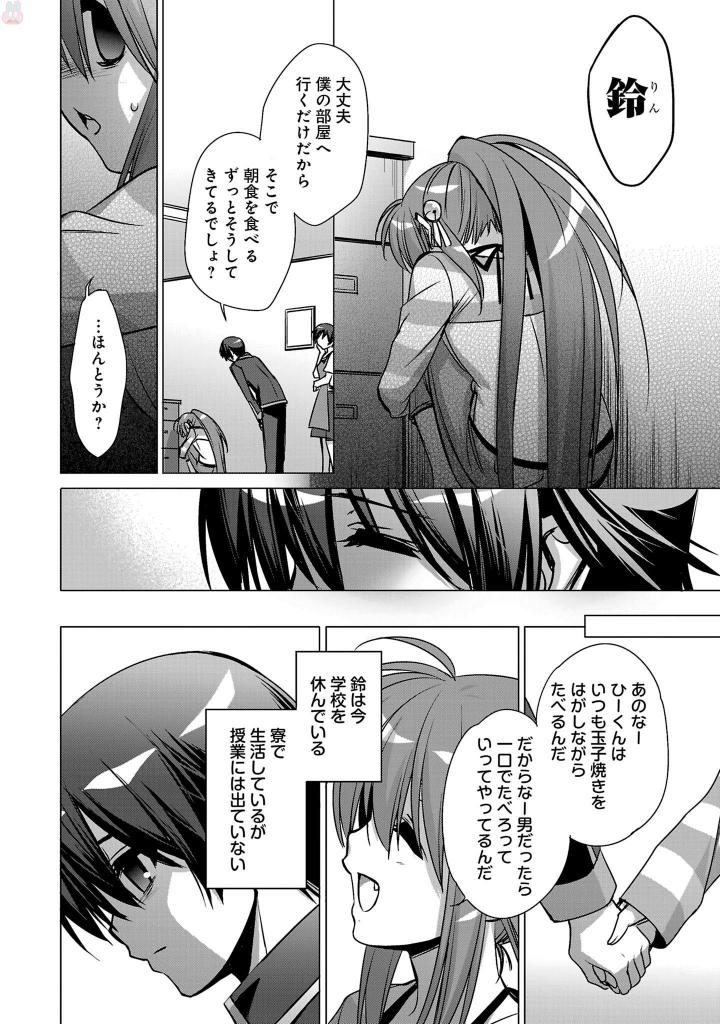 鈴
りん
大丈夫
僕の部屋へ
行くだけだから
そこで
朝食を食べる
ずっとそうして
きてるでしょ？
…ほんとうか？
あのなー
ひーくんは
いつも玉子焼きを
はがしながら
たべるんだ
だからなー男だったら
一口でたべろって
いってやってるんだ
鈴は今
学校を
休んでいる
寮で
生活しているが
授業には出ていない